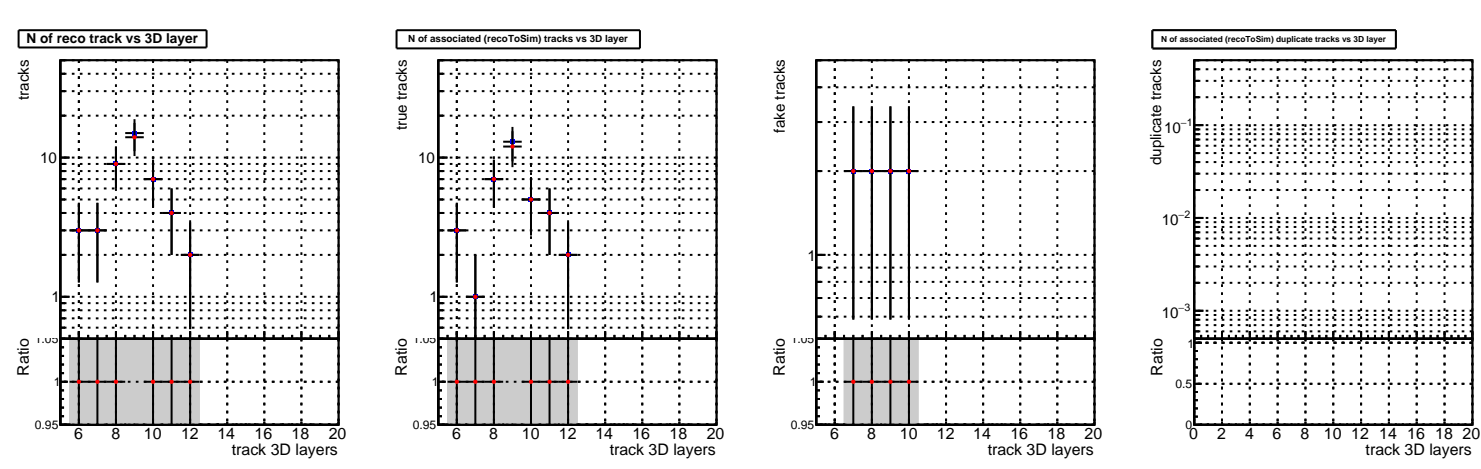 N of reco track vs 3D layer
tracks
10
1
Ratio
1.05
1
0.95
6 8 10 12 14 16 18 20
track 3D layers
N of associated (recoToSim) tracks vs 3D layer
true tracks
10
1
Ratio
1.05
1
0.95
6 8 10 12 14 16 18 20
track 3D layers
fake tracks
1
Ratio
1.05
1
0.95
6 8 10 12 14 16 18 20
track 3D layers
N of associated (recoToSim) duplicate tracks vs 3D layer
duplicate tracks
10⁻¹
10⁻²
10⁻³
Ratio
1
0.5
0
0 2 4 6 8 10 12 14 16 18 20
track 3D layers